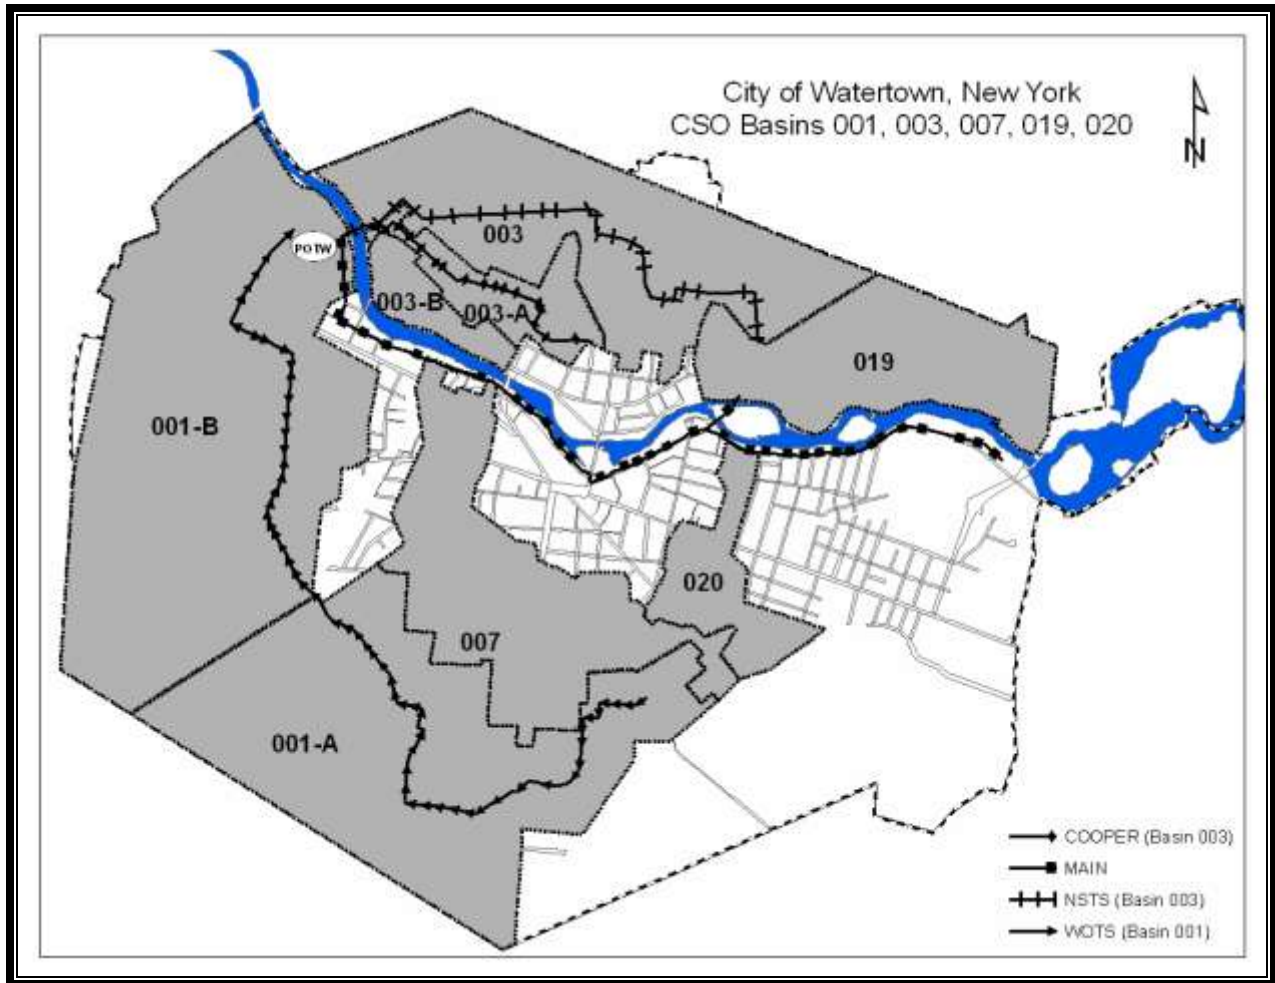 City of Watertown, New York
CSO Basins 001, 003, 007, 019, 020
N
POTW
003
003-B
003-A
019
001-B
020
007
001-A
COOPER (Basin 003)
MAIN
NSTS (Basin 003)
WOTS (Basin 001)